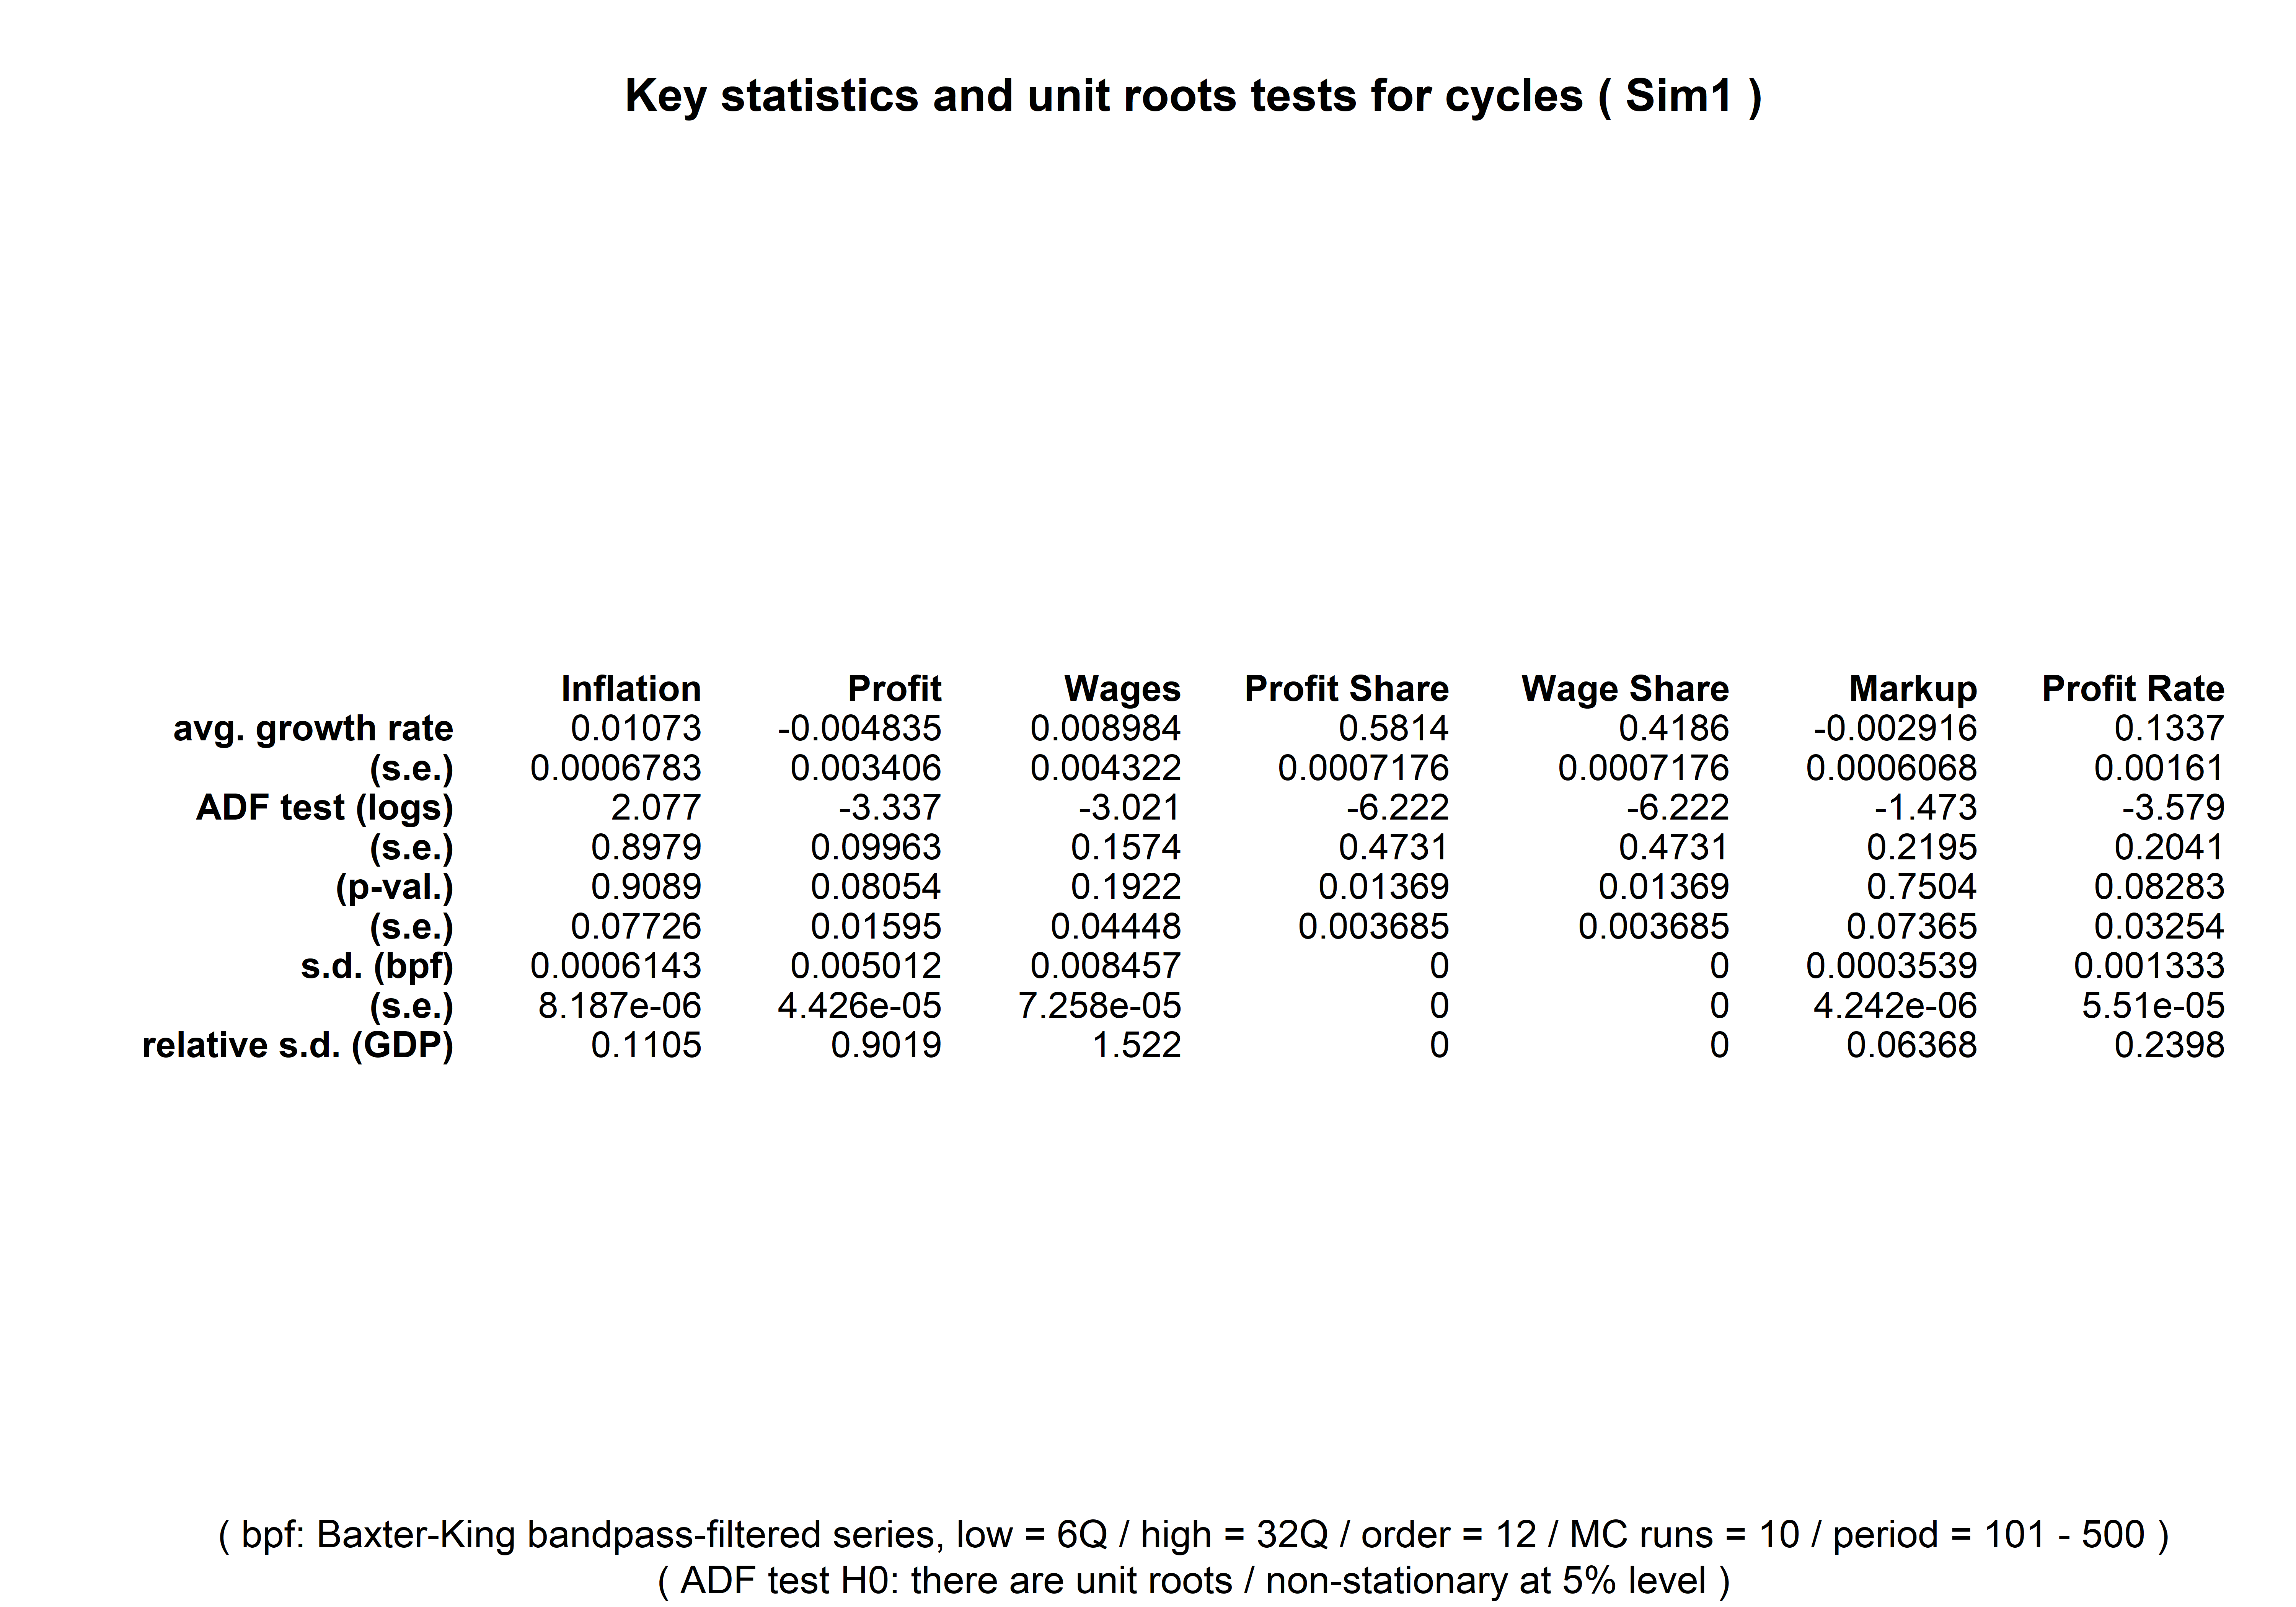 Key statistics and unit roots tests for cycles ( Sim1 )
Inflation Profit Wages Profit Share Wage Share Markup Profit Rate
avg. growth rate 0.01073 -0.004835 0.008984 0.5814 0.4186 -0.002916 0.1337
(s.e.) 0.0006783 0.003406 0.004322 0.0007176 0.0007176 0.0006068 0.00161
ADF test (logs) 2.077 -3.337 -3.021 -6.222 -6.222 -1.473 -3.579
(s.e.) 0.8979 0.09963 0.1574 0.4731 0.4731 0.2195 0.2041
(p-val.) 0.9089 0.08054 0.1922 0.01369 0.01369 0.7504 0.08283
(s.e.) 0.07726 0.01595 0.04448 0.003685 0.003685 0.07365 0.03254
s.d. (bpf) 0.0006143 0.005012 0.008457 0 0 0.0003539 0.001333
(s.e.) 8.187e-06 4.426e-05 7.258e-05 0 0 4.242e-06 5.51e-05
relative s.d. (GDP) 0.1105 0.9019 1.522 0 0 0.06368 0.2398
( bpf: Baxter-King bandpass-filtered series, low = 6Q / high = 32Q / order = 12 / MC runs = 10 / period = 101 - 500 )
( ADF test H0: there are unit roots / non-stationary at 5% level )